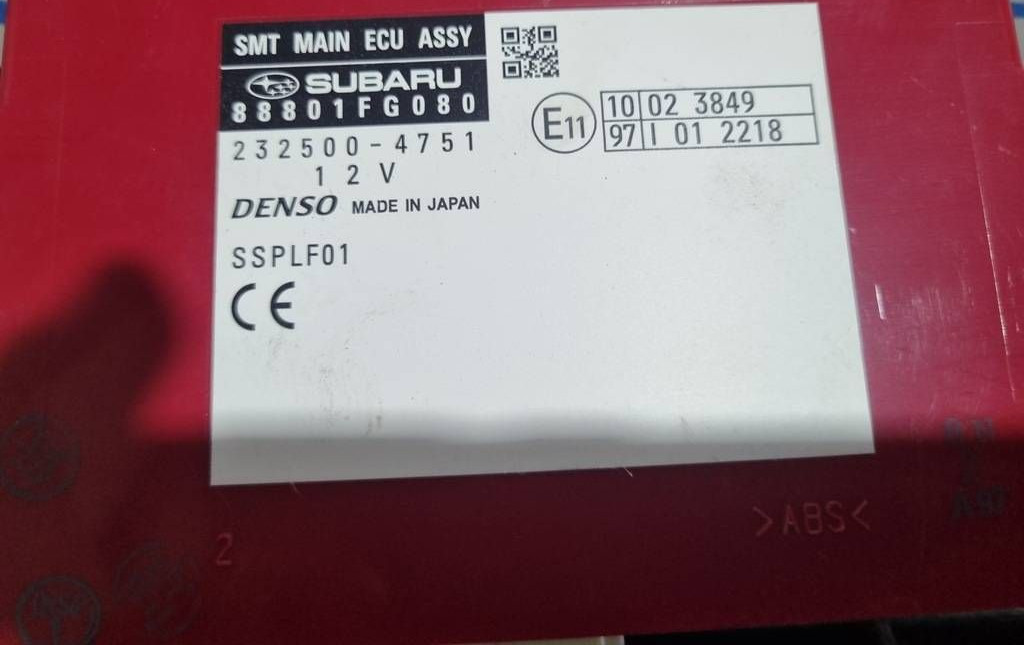 SMT MAIN ECU ASSY
SUBARU
88801FG080
232500-4751
12V
DENSO MADE IN JAPAN
SSPLF01
CE
E11
10 02 3849
97 I 01 2218
>ABS<
2